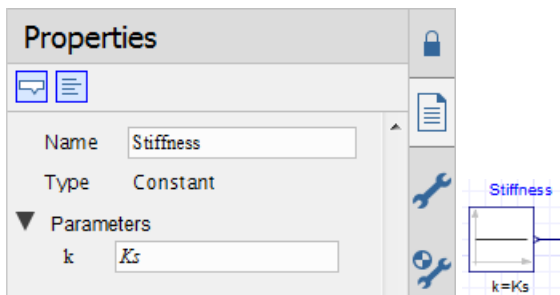 Properties
Name Stiffness
Type Constant
Parameters
k Ks
Stiffness
k=Ks